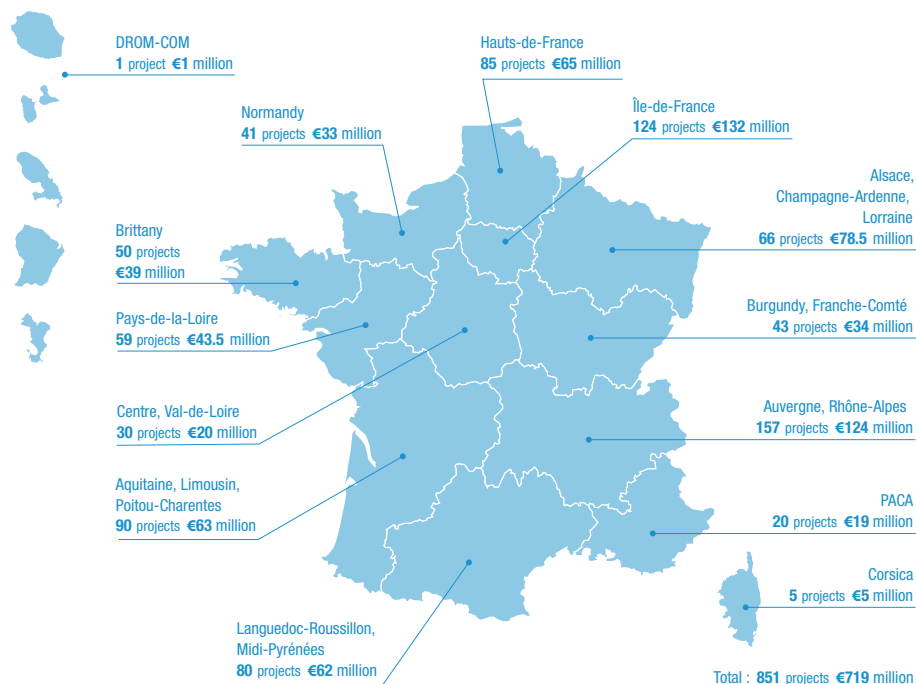 DROM-COM
1 project €1 million
Hauts-de-France
85 projects €65 million
Normandy
41 projects €33 million
Île-de-France
124 projects €132 million
Alsace,
Champagne-Ardenne,
Lorraine
66 projects €78.5 million
Brittany
50 projects
€39 million
Burgundy, Franche-Comté
43 projects €34 million
Pays-de-la-Loire
59 projects €43.5 million
Centre, Val-de-Loire
30 projects €20 million
Auvergne, Rhône-Alpes
157 projects €124 million
Aquitaine, Limousin,
Poitou-Charentes
90 projects €63 million
PACA
20 projects €19 million
Corsica
5 projects €5 million
Languedoc-Roussillon,
Midi-Pyrénées
80 projects €62 million
Total : 851 projects €719 million